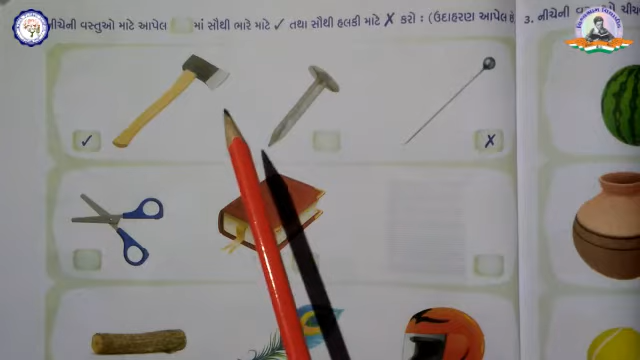 નીચેની વસ્તુઓ માટે આપેલ માં સૌથી ભારે માટે ✓ તથા સૌથી હલકી માટે ✗ કરો : (ઉદાહરણ આપેલ છે
3. નીચેની
✓
✗